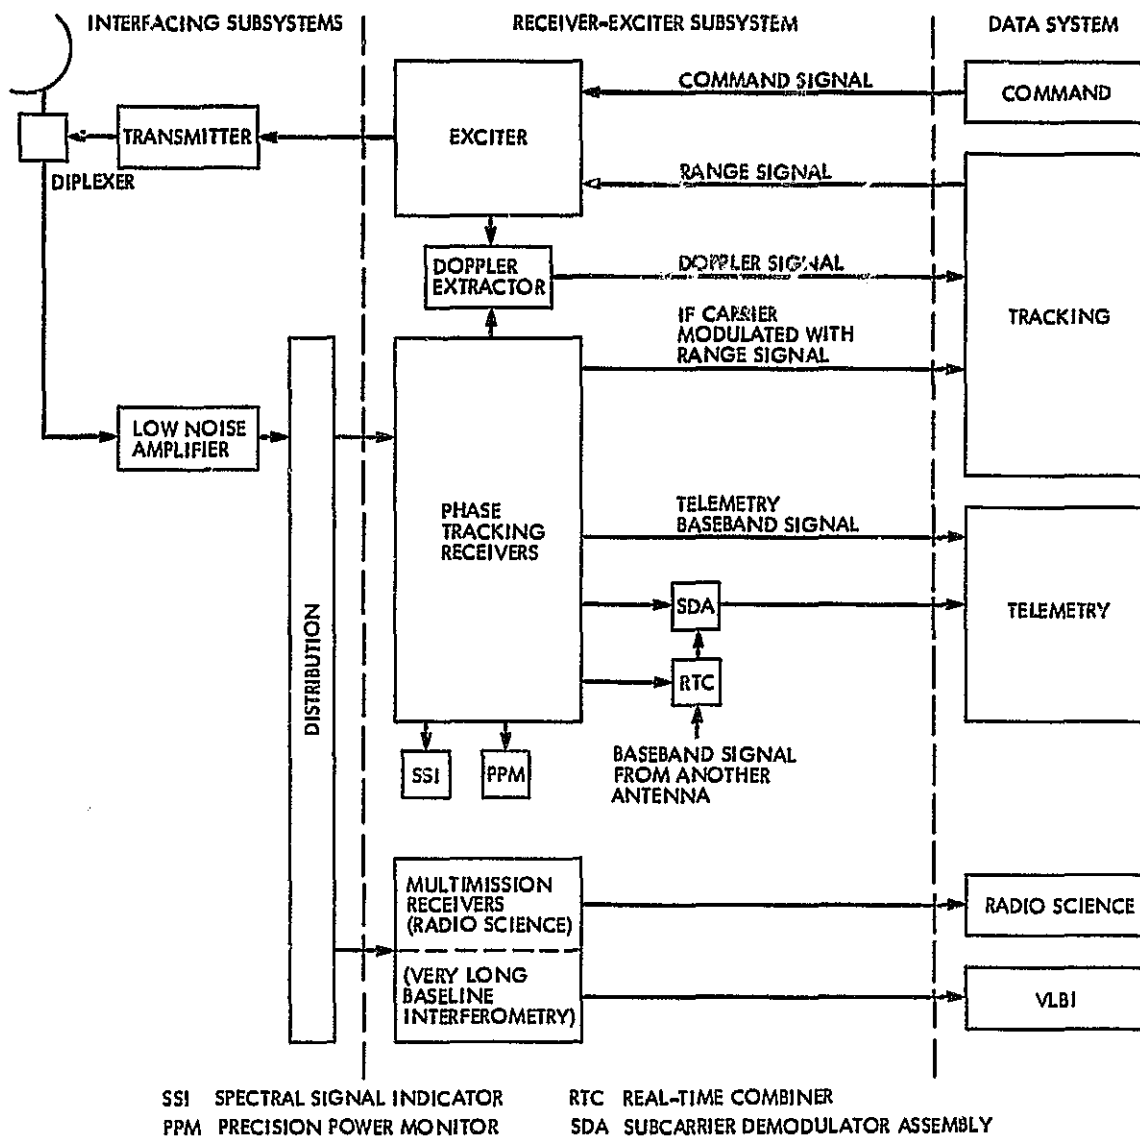 INTERFACING SUBSYSTEMS
RECEIVER-EXCITER SUBSYSTEM
DATA SYSTEM
COMMAND SIGNAL
COMMAND
TRANSMITTER
EXCITER
DIPLEXER
RANGE SIGNAL
DOPPLER
EXTRACTOR
DOPPLER SIGNAL
IF CARRIER
MODULATED WITH
RANGE SIGNAL
TRACKING
LOW NOISE
AMPLIFIER
DISTRIBUTION
PHASE
TRACKING
RECEIVERS
TELEMETRY
BASEBAND SIGNAL
SDA
TELEMETRY
RTC
BASEBAND SIGNAL
FROM ANOTHER
ANTENNA
SSI
PPM
MULTIMISSION
RECEIVERS
(RADIO SCIENCE)
RADIO SCIENCE
(VERY LONG
BASELINE
INTERFEROMETRY)
VLBI
SSI SPECTRAL SIGNAL INDICATOR
RTC REAL-TIME COMBINER
PPM PRECISION POWER MONITOR
SDA SUBCARRIER DEMODULATOR ASSEMBLY